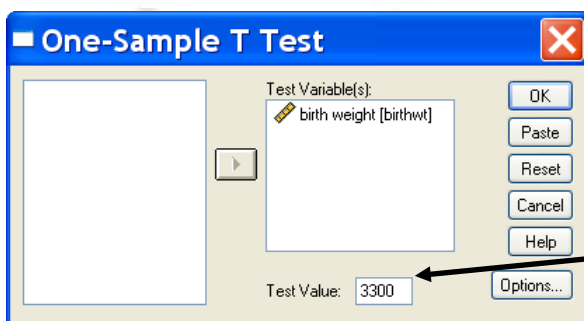 One-Sample T Test
Test Variable(s):
birth weight [birthwt]
OK
Paste
Reset
Cancel
Help
Test Value: 3300
Options...